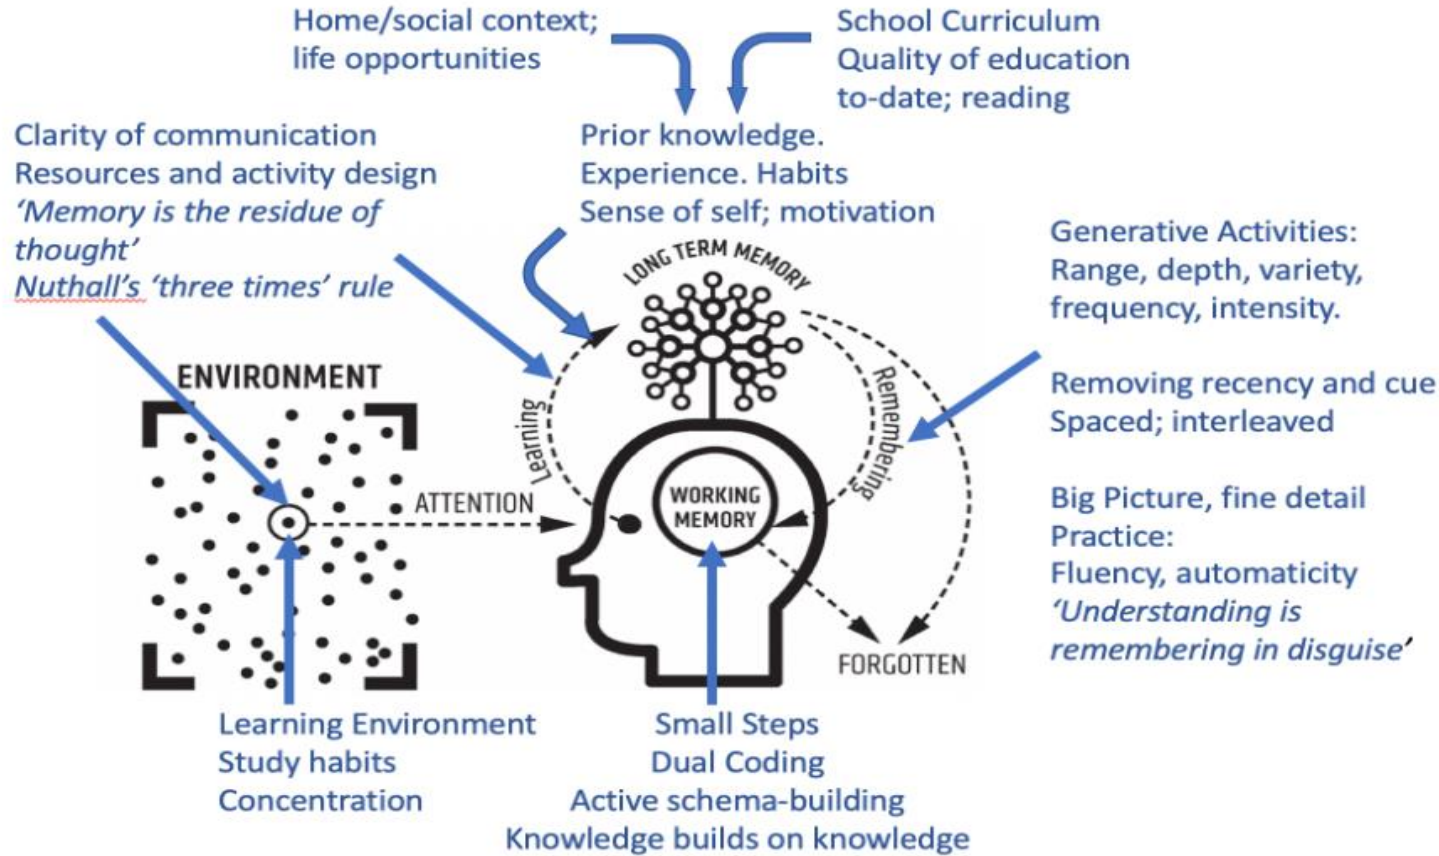 Home/social context;
life opportunities
School Curriculum
Quality of education
to-date; reading
Clarity of communication
Resources and activity design
‘Memory is the residue of
thought’
Nuthall’s ‘three times’ rule
Prior knowledge.
Experience. Habits
Sense of self; motivation
Generative Activities:
Range, depth, variety,
frequency, intensity.
Removing recency and cue
Spaced; interleaved
Big Picture, fine detail
Practice:
Fluency, automaticity
‘Understanding is
remembering in disguise’
LONG TERM MEMORY
ENVIRONMENT
Learning
Remembering
ATTENTION
WORKING
MEMORY
FORGOTTEN
Learning Environment
Study habits
Concentration
Small Steps
Dual Coding
Active schema-building
Knowledge builds on knowledge